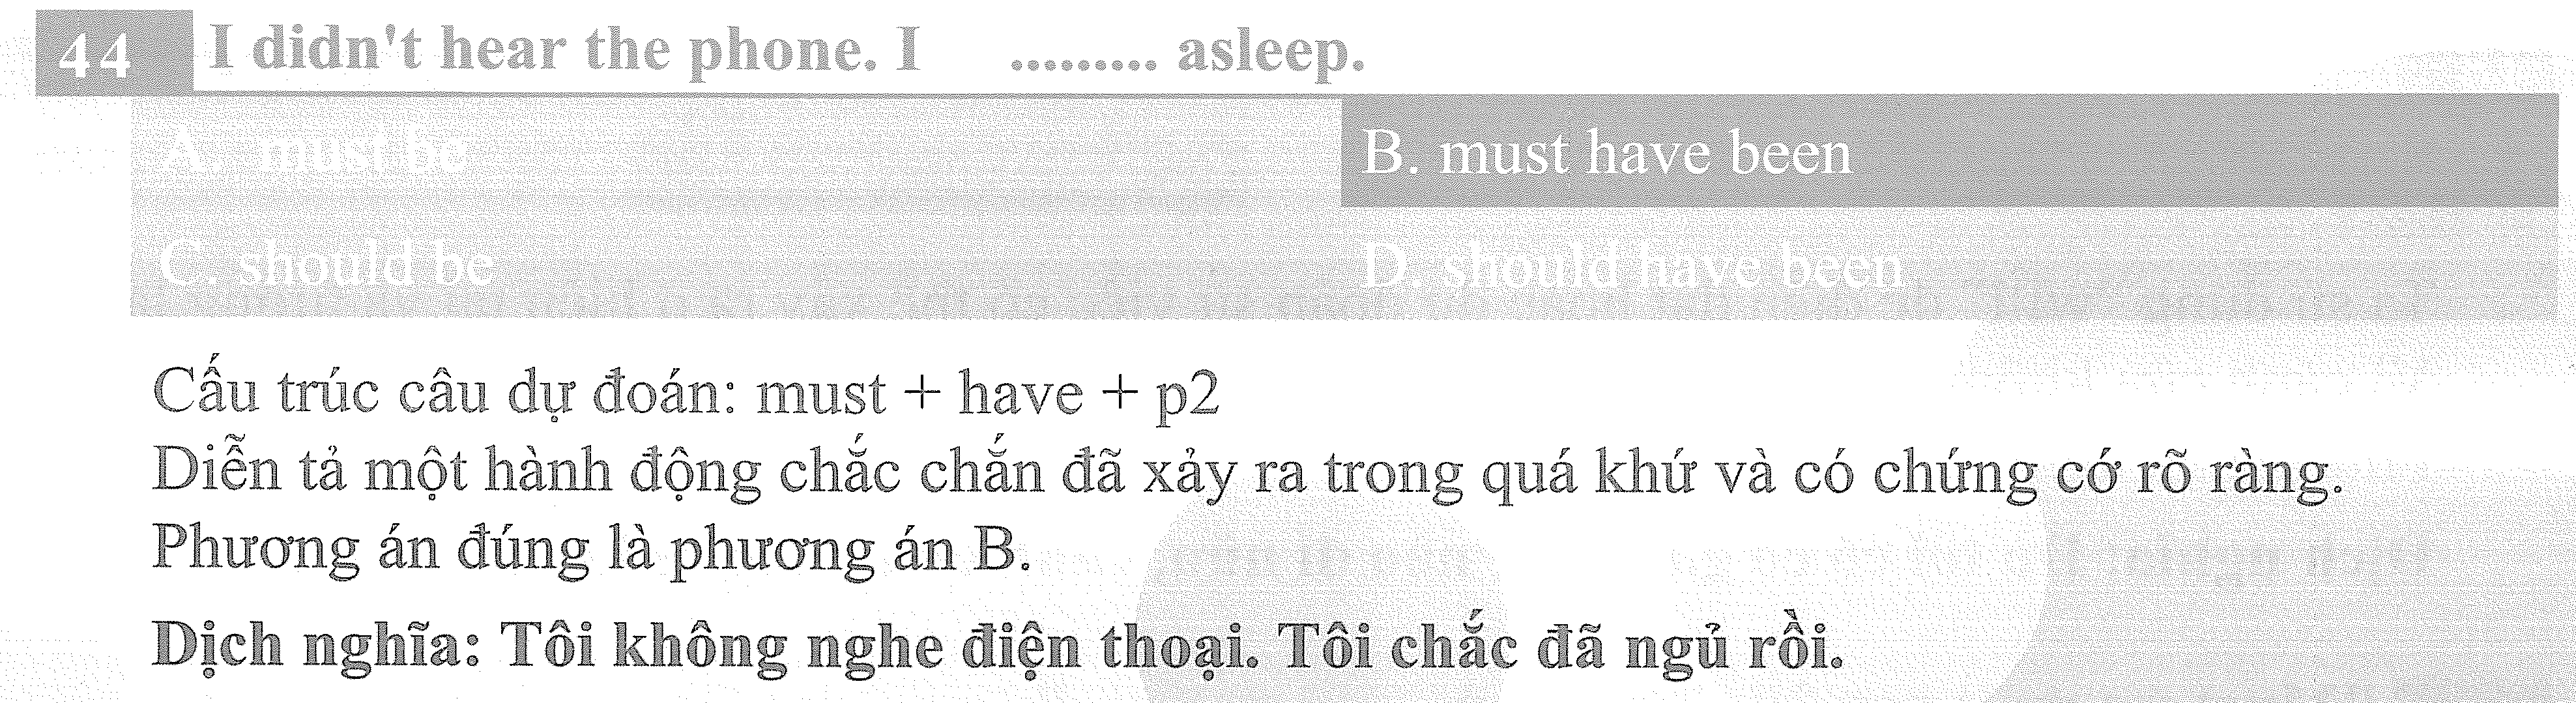 44 I didn't hear the phone. I ......... asleep.
A. must be B. must have been
C. should be D. should have been
Cấu trúc câu dự đoán: must + have + p2
Diễn tả một hành động chắc chắn đã xảy ra trong quá khứ và có chứng cớ rõ ràng.
Phương án đúng là phương án B.
Dịch nghĩa: Tôi không nghe điện thoại. Tôi chắc đã ngủ rồi.